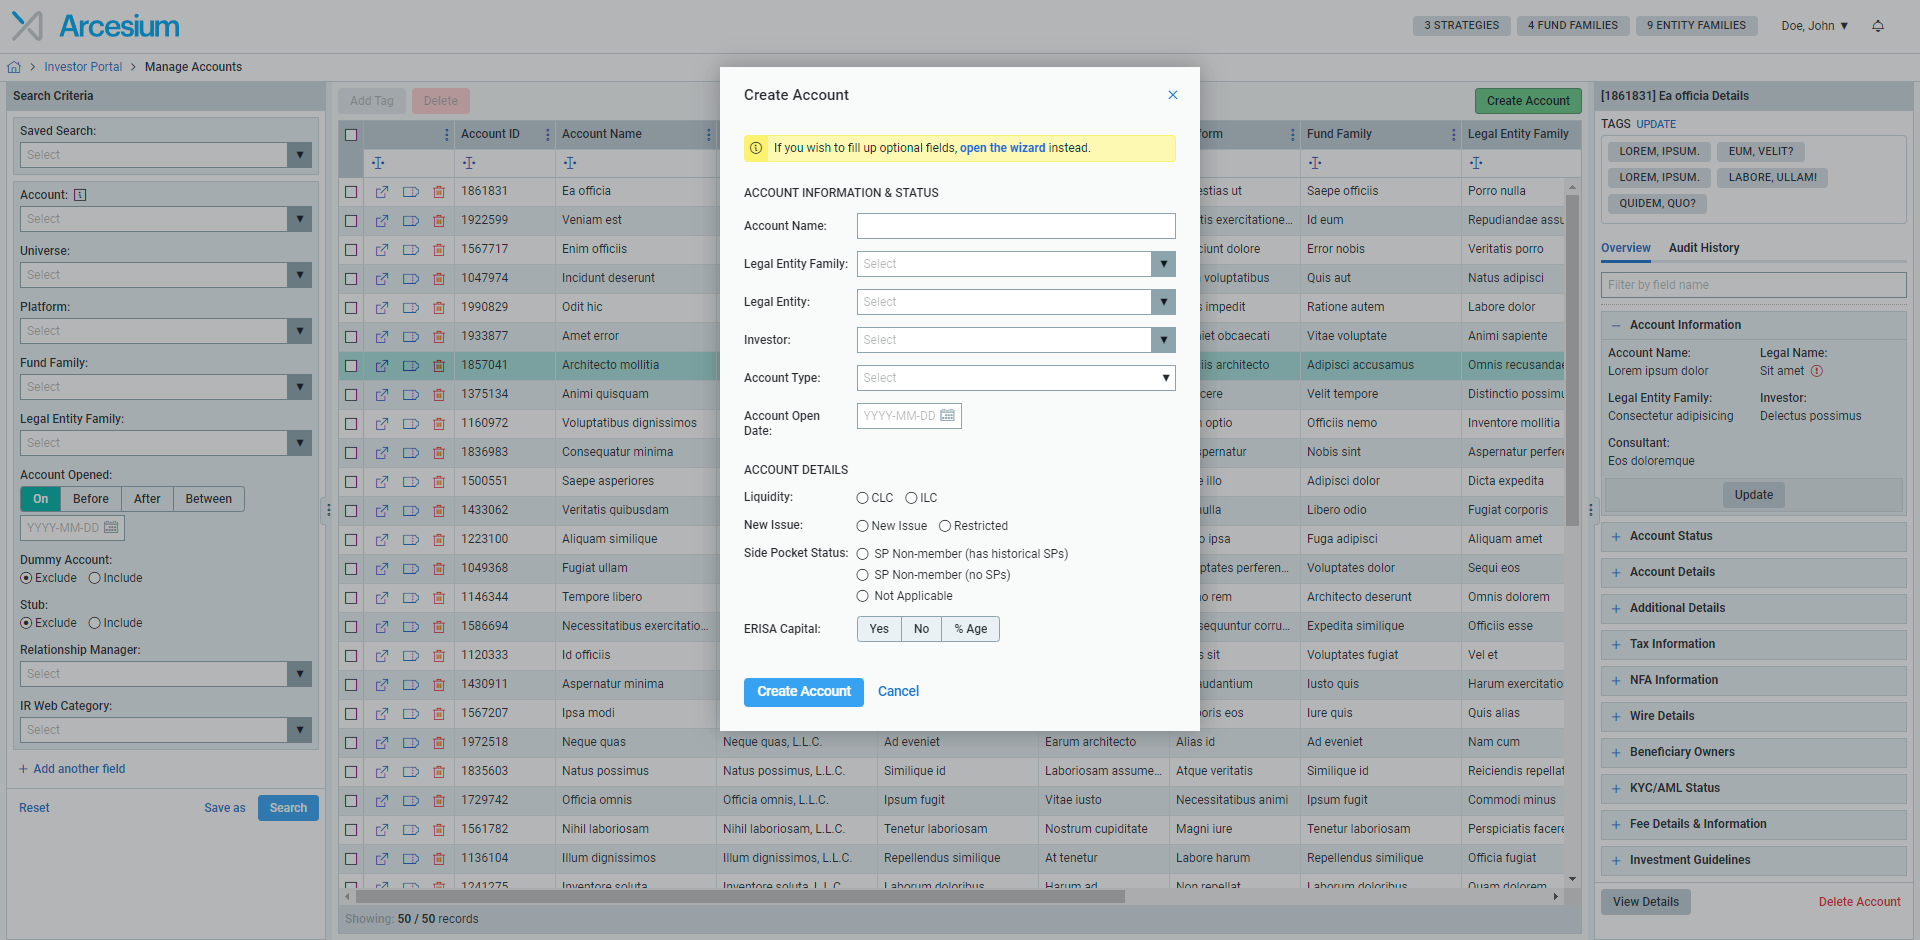 Arcesium
3 STRATEGIES 4 FUND FAMILIES 9 ENTITY FAMILIES Doe, John
Investor Portal Manage Accounts
Search Criteria
Saved Search:
Select
Account:
Select
Universe:
Select
Platform:
Select
Fund Family:
Select
Legal Entity Family:
Select
Account Opened:
On Before After Between
YYYY-MM-DD
Dummy Account:
Exclude Include
Stub:
Exclude Include
Relationship Manager:
Select
IR Web Category:
Select
Add another field
Reset Save as Search
Add Tag Delete Create Account
Account ID Account Name form Fund Family Legal Entity Family
1861831 Ea officia estias ut Saepe officiis Porro nulla
1922599 Veniam est tis exercitatione... Id eum Repudiandae assu
1567717 Enim officiis ciunt dolore Error nobis Veritatis porro
1047974 Incidunt deserunt voluptatibus Quis aut Natus adipisci
1990829 Odit hic s impedit Ratione autem Labore dolor
1933877 Amet error niet obcaecati Vitae voluptate Animi sapiente
1857041 Architecto mollitia iis architecto Adipisci accusamus Omnis recusandae
1375134 Animi quisquam cere Velit tempore Distinctio possimu
1160972 Voluptatibus dignissimos optio Officiis nemo Inventore mollitia
1836983 Consequatur minima spernatur Nobis sint Aspernatur perfere
1500551 Saepe asperiores e illo Adipisci dolor Dicta expedita
1433062 Veritatis quibusdam nulla Libero odio Fugiat corporis
1223100 Aliquam similique o ipsa Fuga adipisci Aliquam amet
1049368 Fugiat ullam ptates perferen... Voluptates dolor Sequi eos
1146344 Tempore libero o rem Architecto deserunt Omnis dolorem
1586694 Necessitatibus exercitatio... sequuntur corru... Expedita similique Officiis esse
1120333 Id officiis s sit Voluptates fugiat Vel et
1430911 Aspernatur minima udantium Iusto quis Harum exercitatio
1567207 Ipsa modi oris eos Iure quis Quis alias
1972518 Neque quas Neque quas, L.L.C. Ad eveniet Earum architecto Alias id Ad eveniet Nam cum
1835603 Natus possimus Natus possimus, L.L.C. Similique id Laboriosam assume... Atque veritatis Similique id Reiciendis repellat
1729742 Officia omnis Officia omnis, L.L.C. Ipsum fugit Vitae iusto Necessitatibus animi Ipsum fugit Commodi minus
1561782 Nihil laboriosam Nihil laboriosam, L.L.C. Tenetur laboriosam Nostrum cupiditate Magni iure Tenetur laboriosam Perspiciatis facere
1136104 Illum dignissimos Illum dignissimos, L.L.C. Repellendus similique At tenetur Labore harum Repellendus similique Officia fugiat
1241275 Inventore soluta Inventore soluta, L.L.C. Laborum doloribus Harum ad Non repellat Laborum doloribus Quam dolorem
Showing: 50 / 50 records
Create Account
If you wish to fill up optional fields, open the wizard instead.
ACCOUNT INFORMATION & STATUS
Account Name:
Legal Entity Family: Select
Legal Entity: Select
Investor: Select
Account Type: Select
Account Open
Date:
YYYY-MM-DD
ACCOUNT DETAILS
Liquidity: CLC ILC
New Issue: New Issue Restricted
Side Pocket Status: SP Non-member (has historical SPs)
SP Non-member (no SPs)
Not Applicable
ERISA Capital: Yes No % Age
Create Account Cancel
[1861831] Ea officia Details
TAGS UPDATE
LOREM, IPSUM. EUM, VELIT?
LOREM, IPSUM. LABORE, ULLAM!
QUIDEM, QUO?
Overview Audit History
Filter by field name
Account Information
Account Name: Legal Name:
Lorem ipsum dolor Sit amet
Legal Entity Family: Investor:
Consectetur adipisicing Delectus possimus
Consultant:
Eos doloremque
Update
Account Status
Account Details
Additional Details
Tax Information
NFA Information
Wire Details
Beneficiary Owners
KYC/AML Status
Fee Details & Information
Investment Guidelines
View Details Delete Account